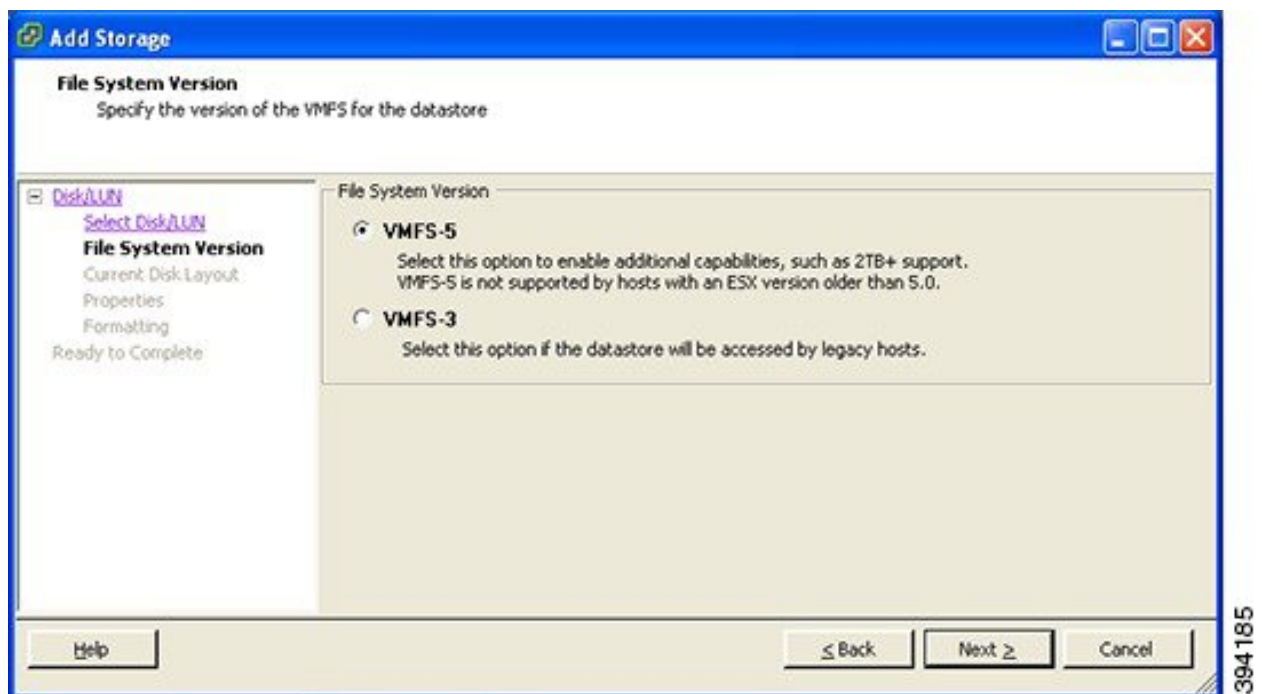 Add Storage
File System Version
Specify the version of the VMFS for the datastore
Disk/LUN
Select Disk/LUN
File System Version
Current Disk Layout
Properties
Formatting
Ready to Complete
File System Version
VMFS-5
Select this option to enable additional capabilities, such as 2TB+ support.
VMFS-5 is not supported by hosts with an ESX version older than 5.0.
VMFS-3
Select this option if the datastore will be accessed by legacy hosts.
Help
< Back
Next >
Cancel
394185